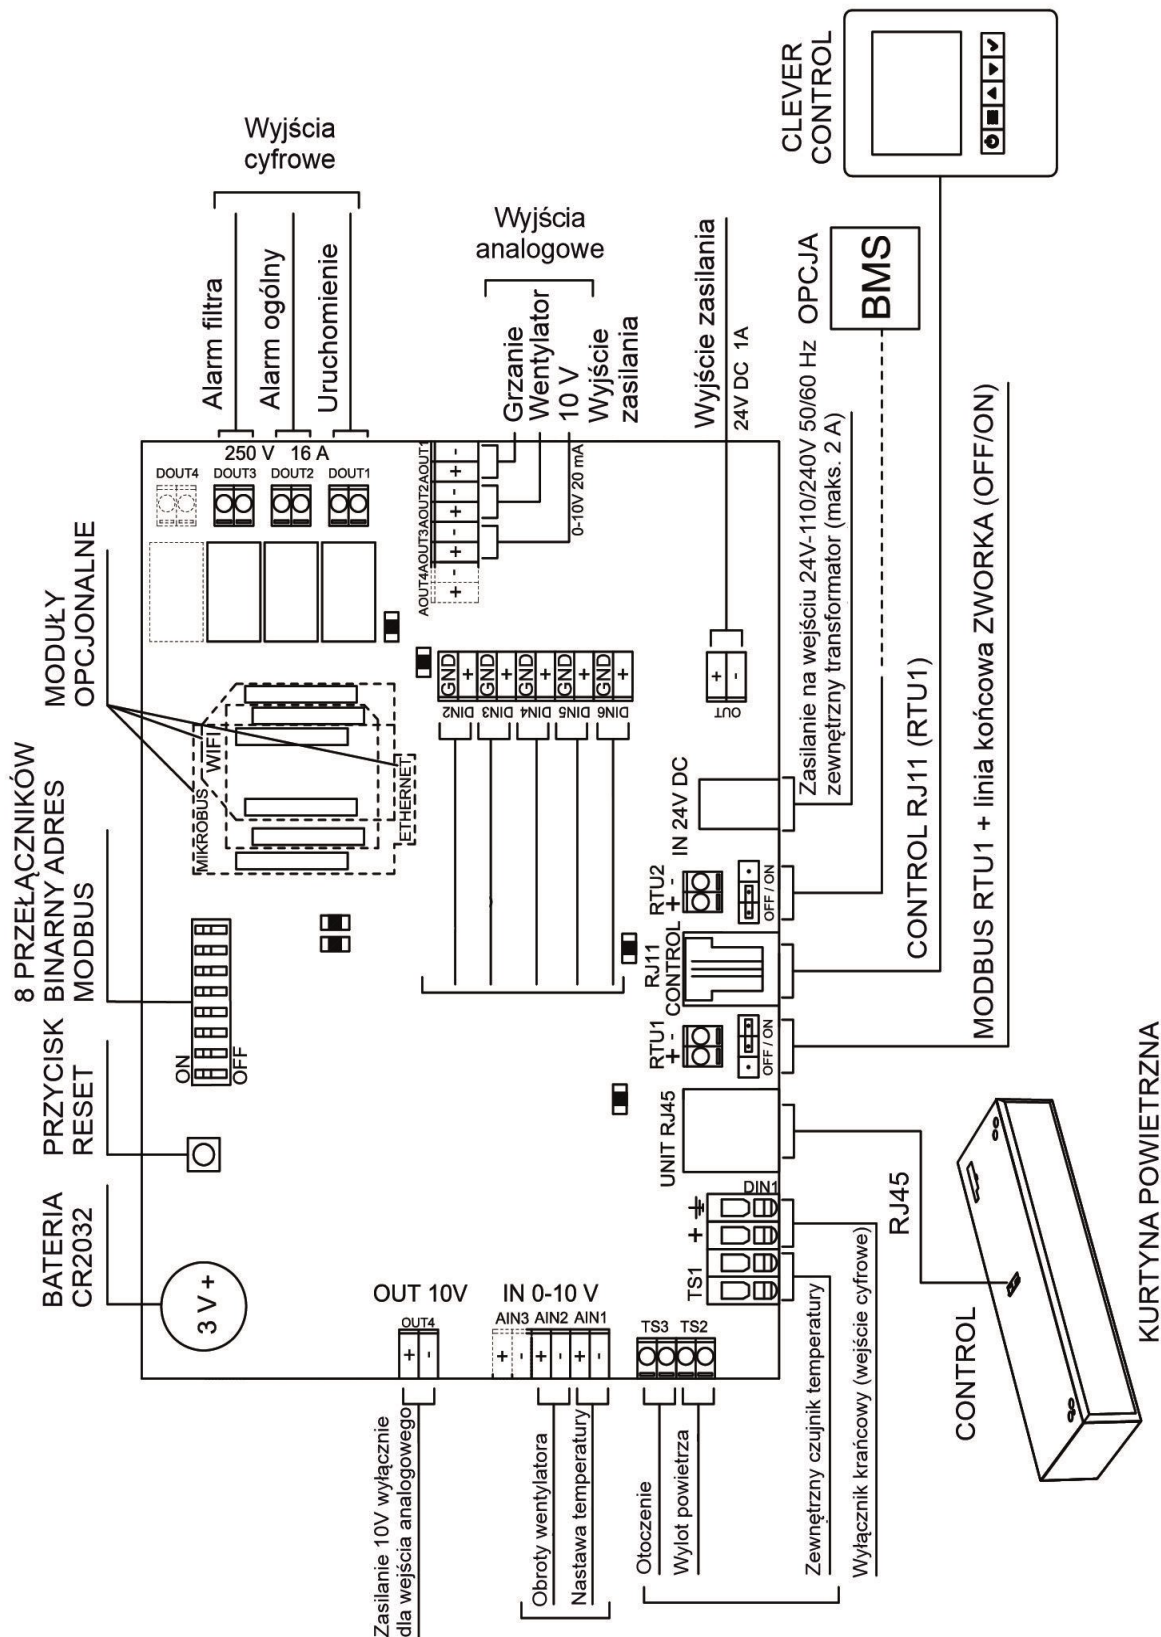 BATERIA
CR2032
PRZYCISK
RESET
8 PRZEŁĄCZNIKÓW
BINARNY ADRES
MODBUS
MODUŁY
OPCJONALNE
3 V +
ON
OFF
MIKROBUS
WIFI
ETHERNET
DOUT4
DOUT3
DOUT2
DOUT1
250 V
16 A
Alarm filtra
Alarm ogólny
Uruchomienie
Wyjścia
cyfrowe
AOUT4
AOUT3
AOUT2
AOUT1
+ - + - + - + -
0-10V 20 mA
Grzanie
Wentylator
10 V
Wyjście
zasilania
Wyjścia
analogowe
GND +
GND +
GND +
GND +
GND +
DIN2
DIN3
DIN4
DIN5
DIN6
OUT
+ -
Wyjście zasilania
24V DC 1A
OUT 10V
OUT4
+ -
Zasilanie 10V wyłącznie
dla wejścia analogowego
IN 0-10 V
AIN3
AIN2
AIN1
+ - + - + -
Obroty wentylatora
Nastawa temperatury
TS3
TS2
Otoczenie
Wylot powietrza
TS1
+
DIN1
Zewnętrzny czujnik temperatury
Wyłącznik krańcowy (wejście cyfrowe)
UNIT RJ45
RTU1
+ -
OFF / ON
RJ11
CONTROL
RTU2
+ -
OFF / ON
IN 24V DC
Zasilanie na wejściu 24V-110/240V 50/60 Hz
zewnętrzny transformator (maks. 2 A)
OPCJA
BMS
CONTROL RJ11 (RTU1)
MODBUS RTU1 + linia końcowa ZWORKA (OFF/ON)
CLEVER
CONTROL
RJ45
CONTROL
KURTYNA POWIETRZNA